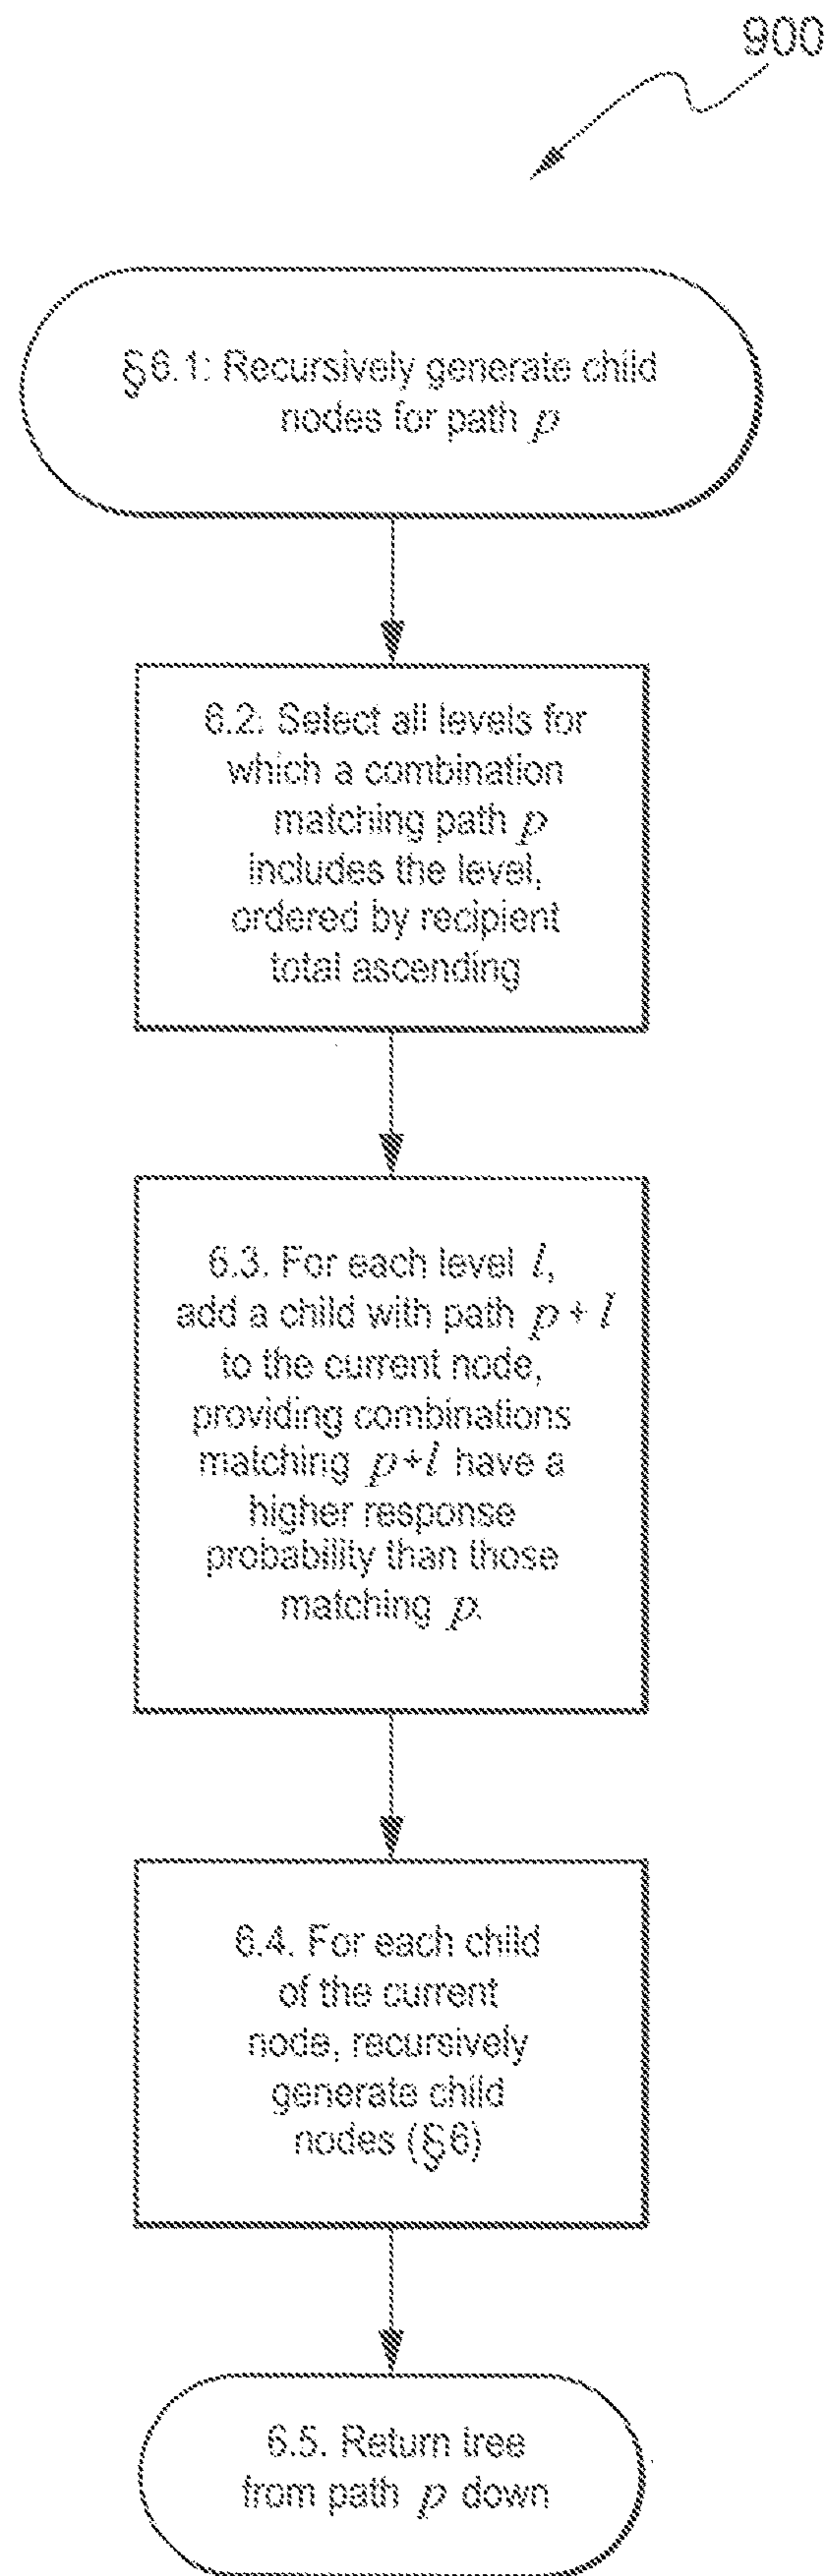 900
§6.1: Recursively generate child
nodes for path p
6.2. Select all levels for
which a combination
matching path p
includes the level,
ordered by recipient
total ascending
6.3. For each level l,
add a child with path p + l
to the current node,
providing combinations
matching p+l have a
higher response
probability than those
matching p.
6.4. For each child
of the current
node, recursively
generate child
nodes (§6)
6.5. Return tree
from path p down